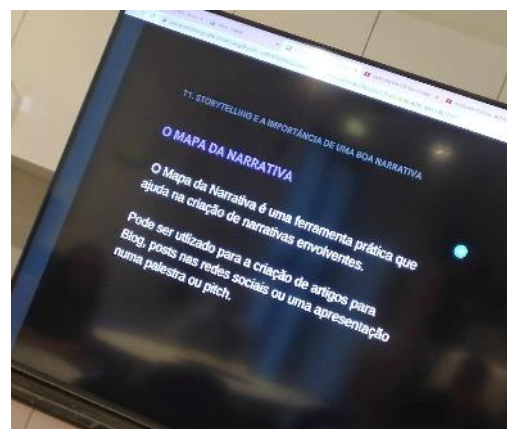 T1. STORYTELLING E A IMPORTÂNCIA DE UMA BOA NARRATIVA
O MAPA DA NARRATIVA
O Mapa da Narrativa é uma ferramenta prática que
ajuda na criação de narrativas envolventes.
Pode ser utlizado para a criação de artigos para
Blog, posts nas redes sociais ou uma apresentação
numa palestra ou pitch.